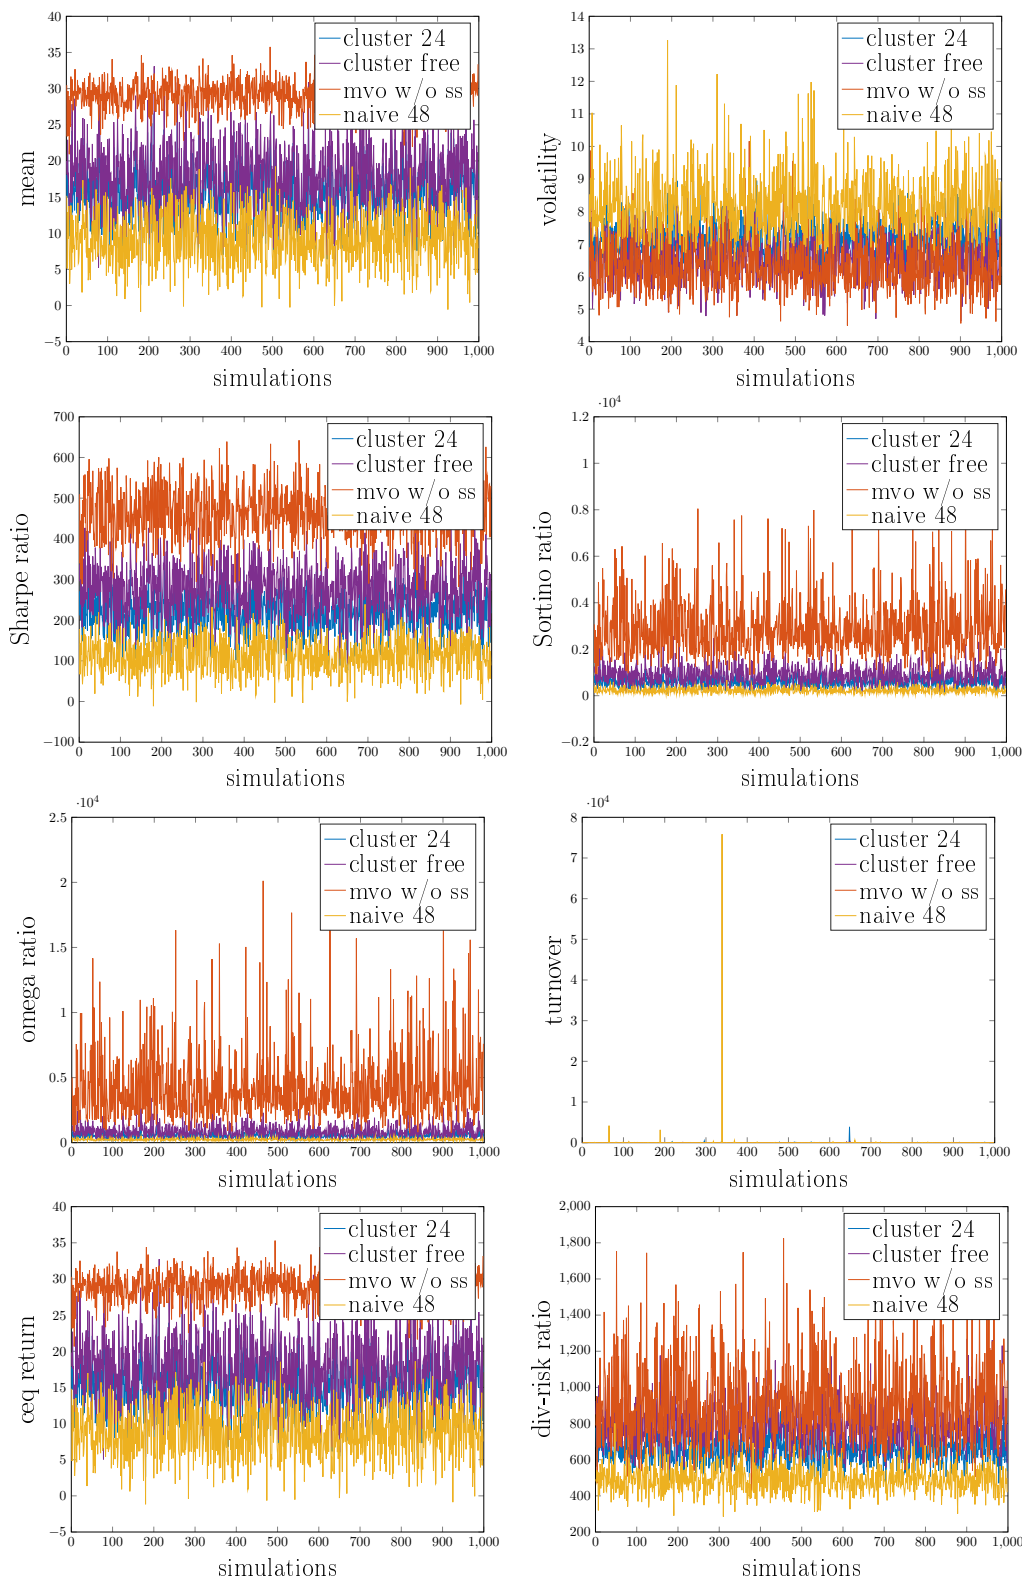 40
35
30
25
20
15
10
5
0
−5
mean
cluster 24
cluster free
mvo w/o ss
naive 48
0 100 200 300 400 500 600 700 800 900 1,000
simulations
14
13
12
11
10
9
8
7
6
5
4
volatility
cluster 24
cluster free
mvo w/o ss
naive 48
0 100 200 300 400 500 600 700 800 900 1,000
simulations
700
600
500
400
300
200
100
0
−100
Sharpe ratio
cluster 24
cluster free
mvo w/o ss
naive 48
0 100 200 300 400 500 600 700 800 900 1,000
simulations
·10⁴
1.2
1
0.8
0.6
0.4
0.2
0
−0.2
Sortino ratio
cluster 24
cluster free
mvo w/o ss
naive 48
0 100 200 300 400 500 600 700 800 900 1,000
simulations
·10⁴
2.5
2
1.5
1
0.5
0
omega ratio
cluster 24
cluster free
mvo w/o ss
naive 48
0 100 200 300 400 500 600 700 800 900 1,000
simulations
·10⁴
8
7
6
5
4
3
2
1
0
turnover
cluster 24
cluster free
mvo w/o ss
naive 48
0 100 200 300 400 500 600 700 800 900 1,000
simulations
40
35
30
25
20
15
10
5
0
−5
ceq return
cluster 24
cluster free
mvo w/o ss
naive 48
0 100 200 300 400 500 600 700 800 900 1,000
simulations
2,000
1,800
1,600
1,400
1,200
1,000
800
600
400
200
div-risk ratio
cluster 24
cluster free
mvo w/o ss
naive 48
0 100 200 300 400 500 600 700 800 900 1,000
simulations